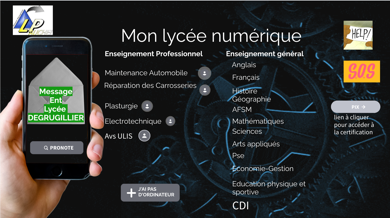 Mon lycée numérique
HELP!
SOS
Enseignement Professionnel
Maintenance Automobile
Réparation des Carrosseries
Plasturgie
Electrotechnique
Avs ULIS
J'AI PAS
D'ORDINATEUR
Enseignement général
Anglais
Français
Histoire
Géographie
AFSM
Mathématiques
Sciences
Arts appliqués
Pse
Economie-Gestion
Education physique et
sportive
CDI
Message
Ent
Lycée
DEGRUGILLIER
PRONOTE
PIX
lien à cliquer
pour accéder à
la certification